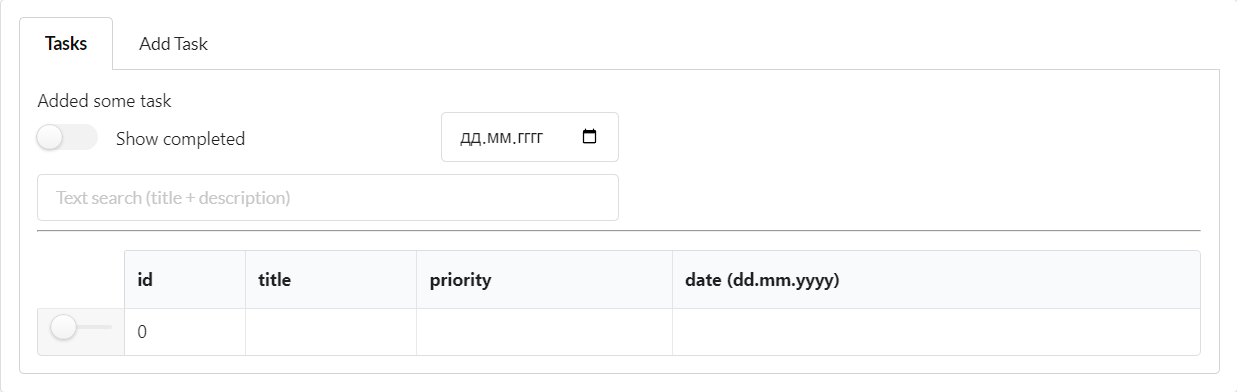 Tasks Add Task
Added some task
Show completed дд.мм.гггг
Text search (title + description)
id title priority date (dd.mm.yyyy)
0